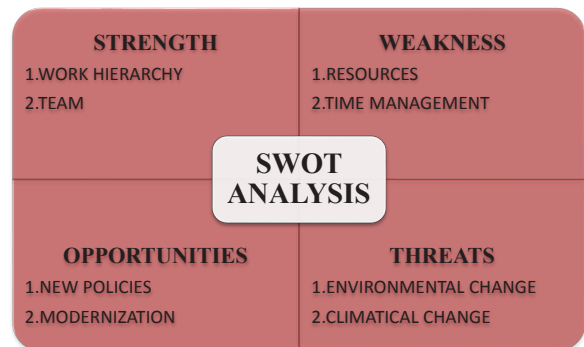 STRENGTH
1.WORK HIERARCHY
2.TEAM
WEAKNESS
1.RESOURCES
2.TIME MANAGEMENT
SWOT
ANALYSIS
OPPORTUNITIES
1.NEW POLICIES
2.MODERNIZATION
THREATS
1.ENVIRONMENTAL CHANGE
2.CLIMATICAL CHANGE